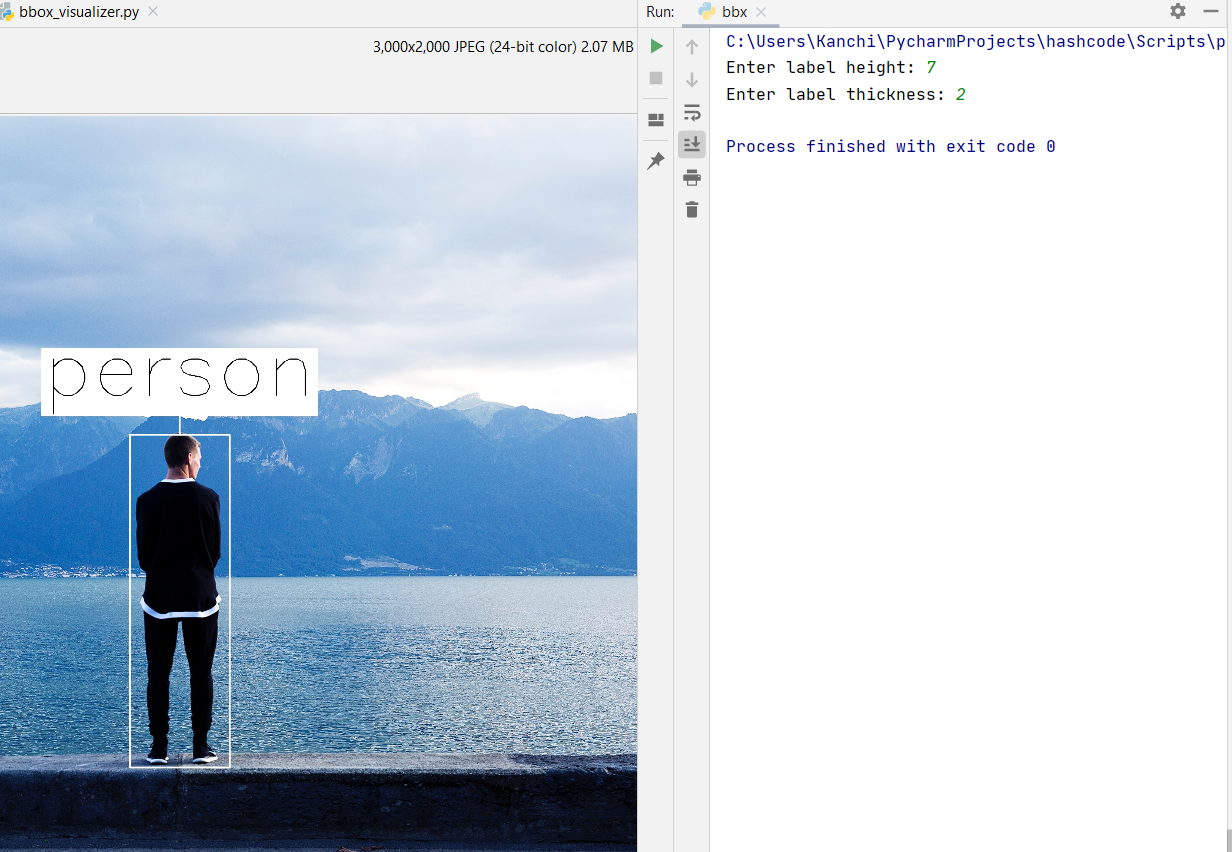 bbox_visualizer.py
3,000x2,000 JPEG (24-bit color) 2.07 MB
person
Run: bbx
C:\Users\Kanchi\PycharmProjects\hashcode\Scripts\p
Enter label height: 7
Enter label thickness: 2
Process finished with exit code 0